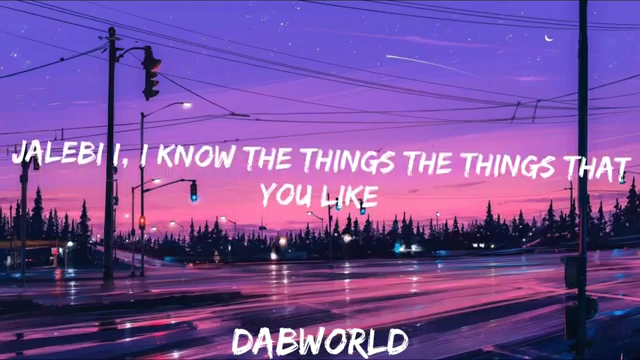 JALEBI I, I KNOW THE THINGS THE THINGS THAT
YOU LIKE
DABWORLD